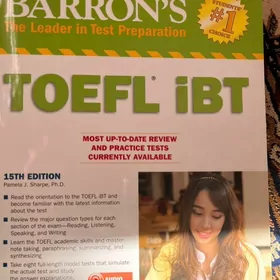 BARRON'S
The Leader in Test Preparation
STUDENTS'
#1
CHOICE
TOEFL iBT
MOST UP-TO-DATE REVIEW
AND PRACTICE TESTS
CURRENTLY AVAILABLE
15TH EDITION
Pamela J. Sharpe, Ph.D.
Read the orientation to the TOEFL iBT and
become familiar with the latest information
about the test
Review the major question types for each
section of the exam—Reading, Listening,
Speaking, and Writing
Learn the TOEFL academic skills and master
note taking, paraphrasing, summarizing, and
synthesizing
Take eight full-length model tests that simulate
the actual test and study
the answer explanations
AUDIO